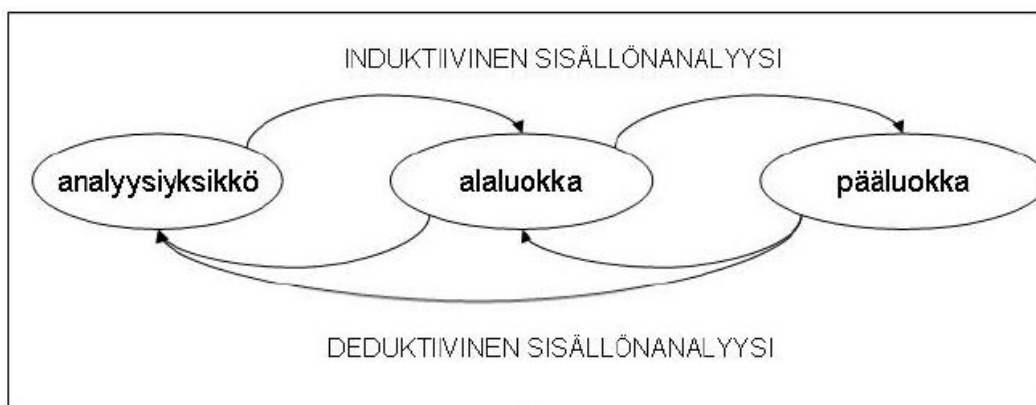 INDUKTIIVINEN SISÄLLÖNANALYYSI
analyysiyksikkö alaluokka pääluokka
DEDUKTIIVINEN SISÄLLÖNANALYYSI